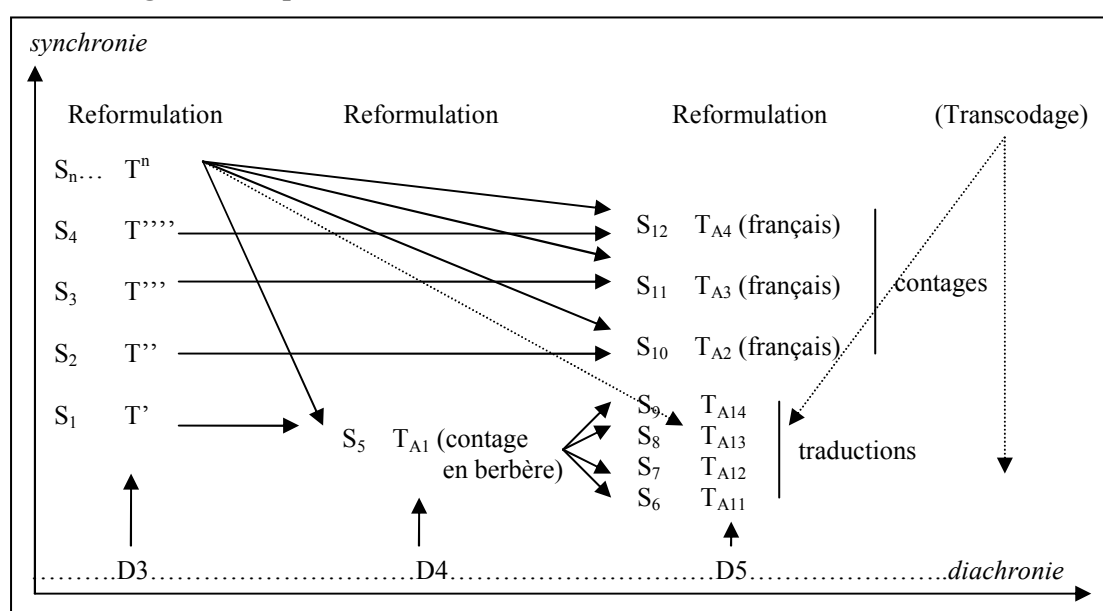 synchronie
Reformulation Reformulation Reformulation (Transcodage)
Sn… Tⁿ
S4 T’’’’ S12 TA4 (français)
S3 T’’’ S11 TA3 (français) contages
S2 T’’ S10 TA2 (français)
S1 T’ S9 TA14
S5 TA1 (contage S8 TA13
en berbère) S7 TA12 traductions
S6 TA11
………D3……………………………D4……………………………D5……………………..diachronie